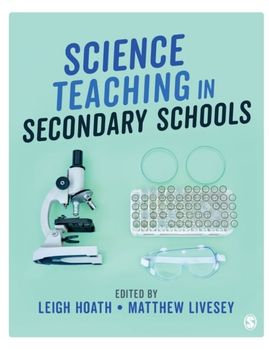 SCIENCE
TEACHING IN
SECONDARY SCHOOLS
EDITED BY
LEIGH HOATH • MATTHEW LIVESEY
S